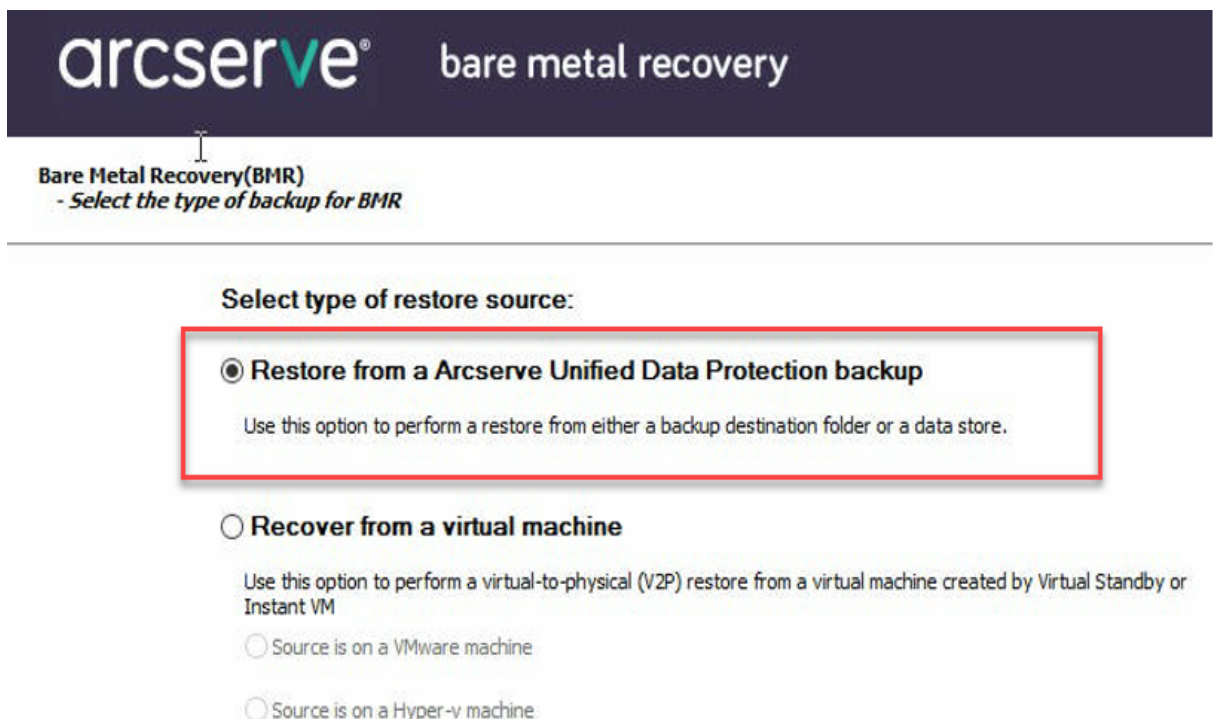 arcserve® bare metal recovery
Bare Metal Recovery(BMR)
- Select the type of backup for BMR
Select type of restore source:
Restore from a Arcserve Unified Data Protection backup
Use this option to perform a restore from either a backup destination folder or a data store.
Recover from a virtual machine
Use this option to perform a virtual-to-physical (V2P) restore from a virtual machine created by Virtual Standby or
Instant VM
Source is on a VMware machine
Source is on a Hyper-v machine